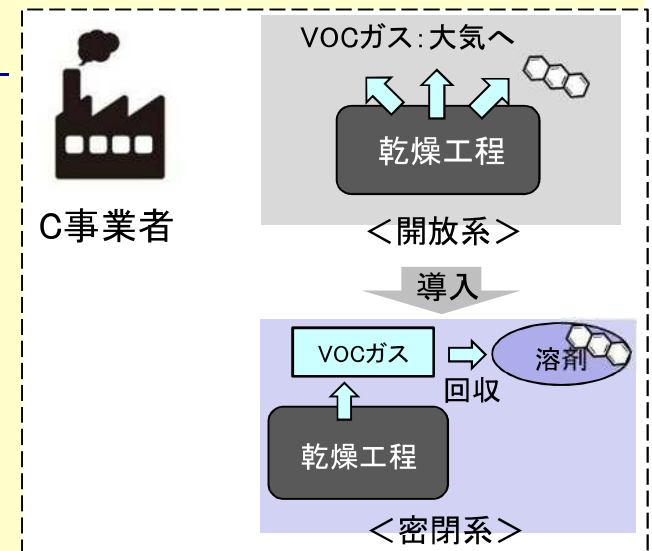 VOCガス：大気へ
乾燥工程
C事業者
＜開放系＞
導入
VOCガス
溶剤
回収
乾燥工程
＜密閉系＞